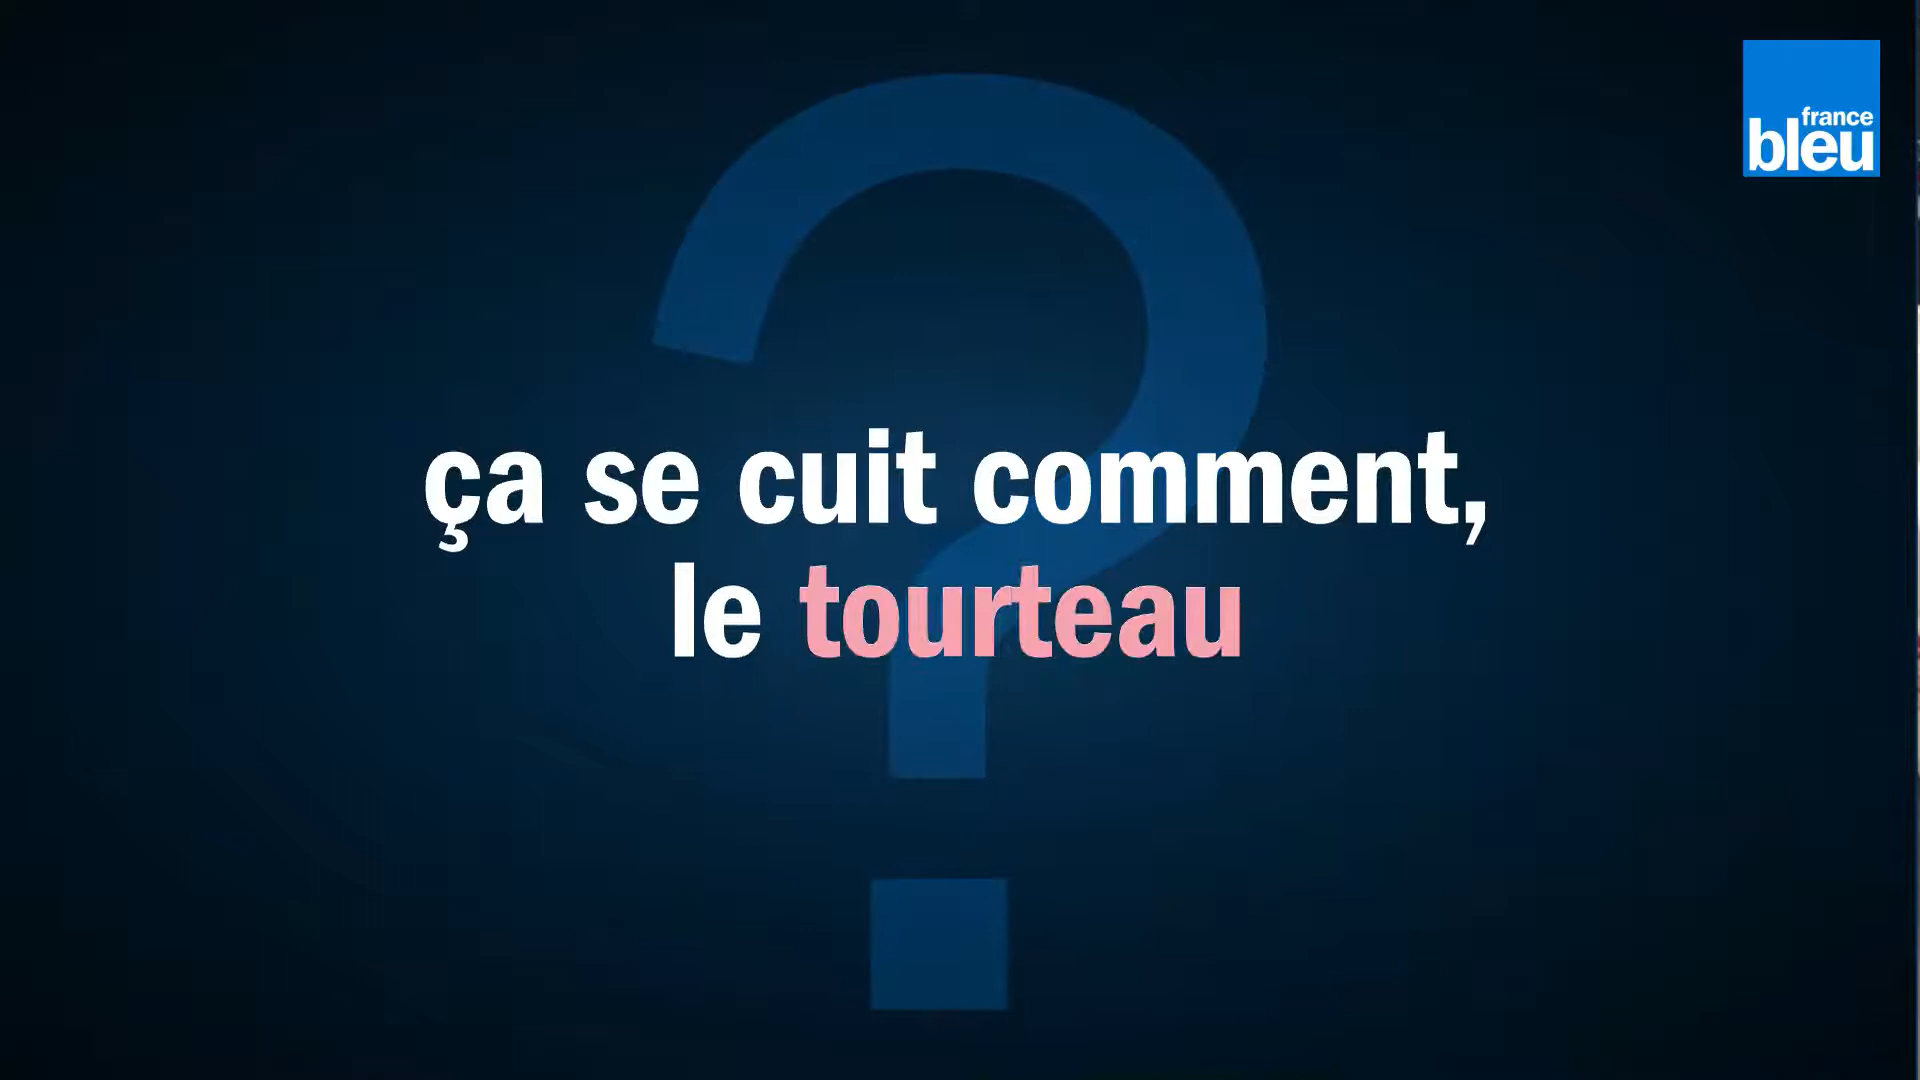 france
bleu
ça se cuit comment,
le tourteau
?